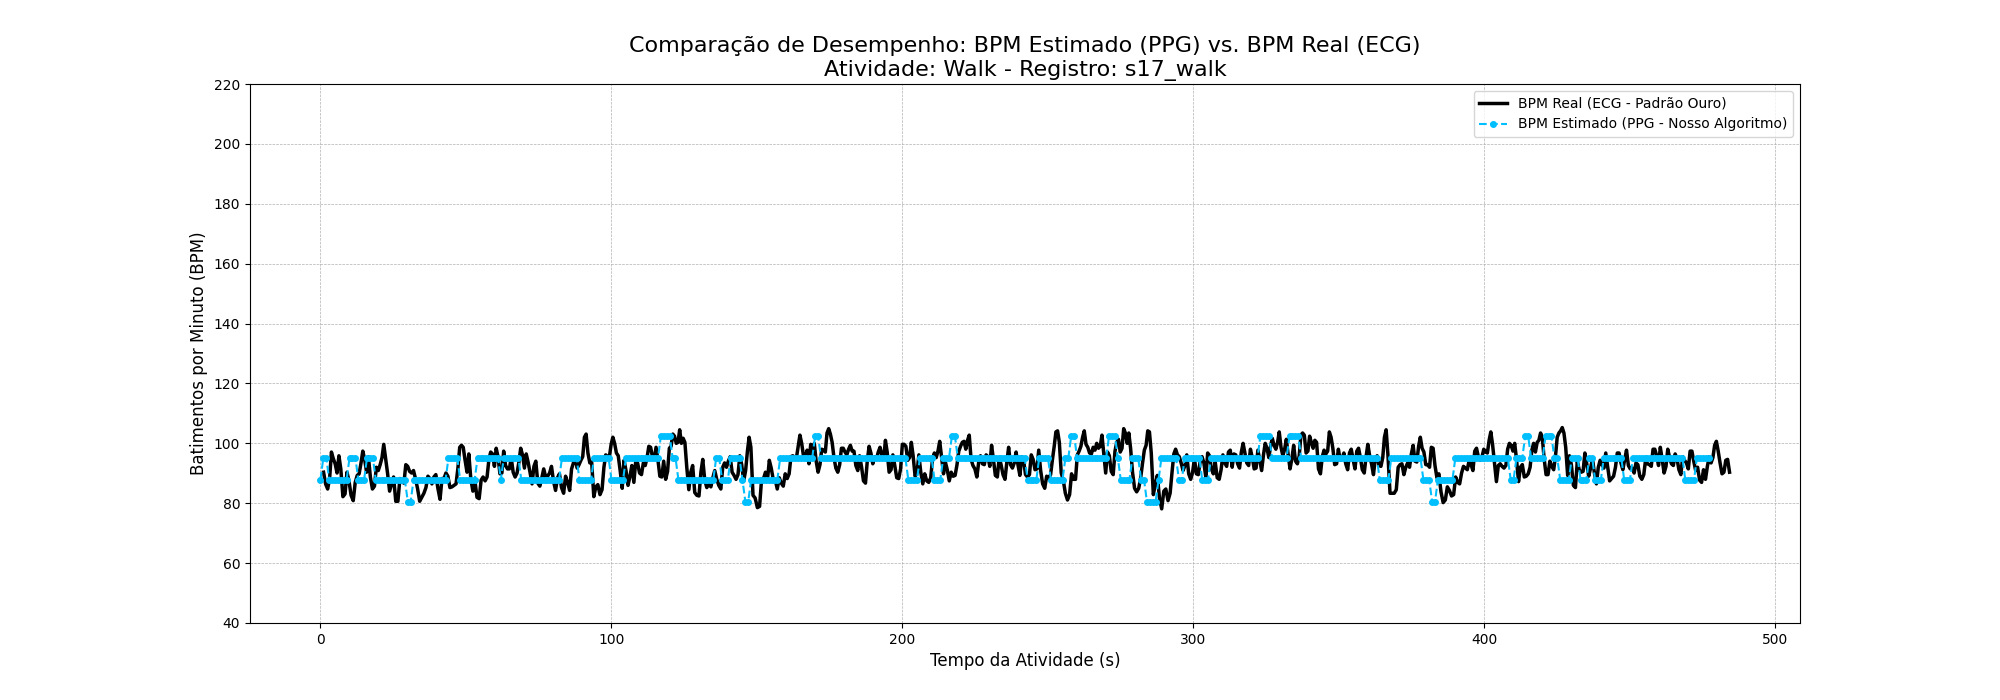 Comparação de Desempenho: BPM Estimado (PPG) vs. BPM Real (ECG)
Atividade: Walk - Registro: s17_walk
BPM Real (ECG - Padrão Ouro)
BPM Estimado (PPG - Nosso Algoritmo)
Batimentos por Minuto (BPM)
220
200
180
160
140
120
100
80
60
40
0 100 200 300 400 500
Tempo da Atividade (s)